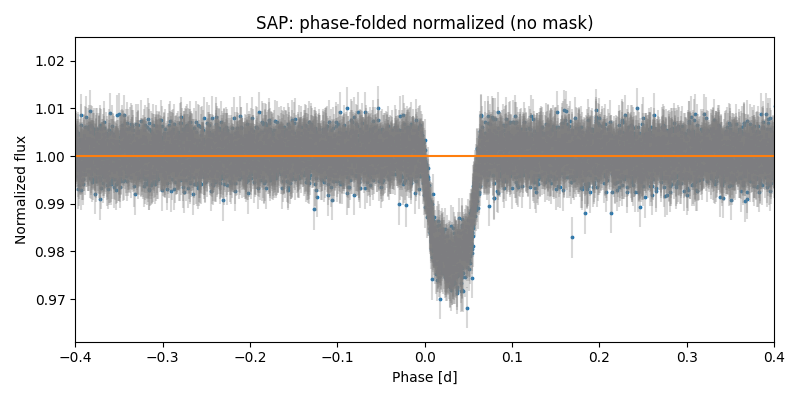 SAP: phase-folded normalized (no mask)
1.02
1.01
1.00
0.99
0.98
0.97
Normalized flux
−0.4 −0.3 −0.2 −0.1 0.0 0.1 0.2 0.3 0.4
Phase [d]